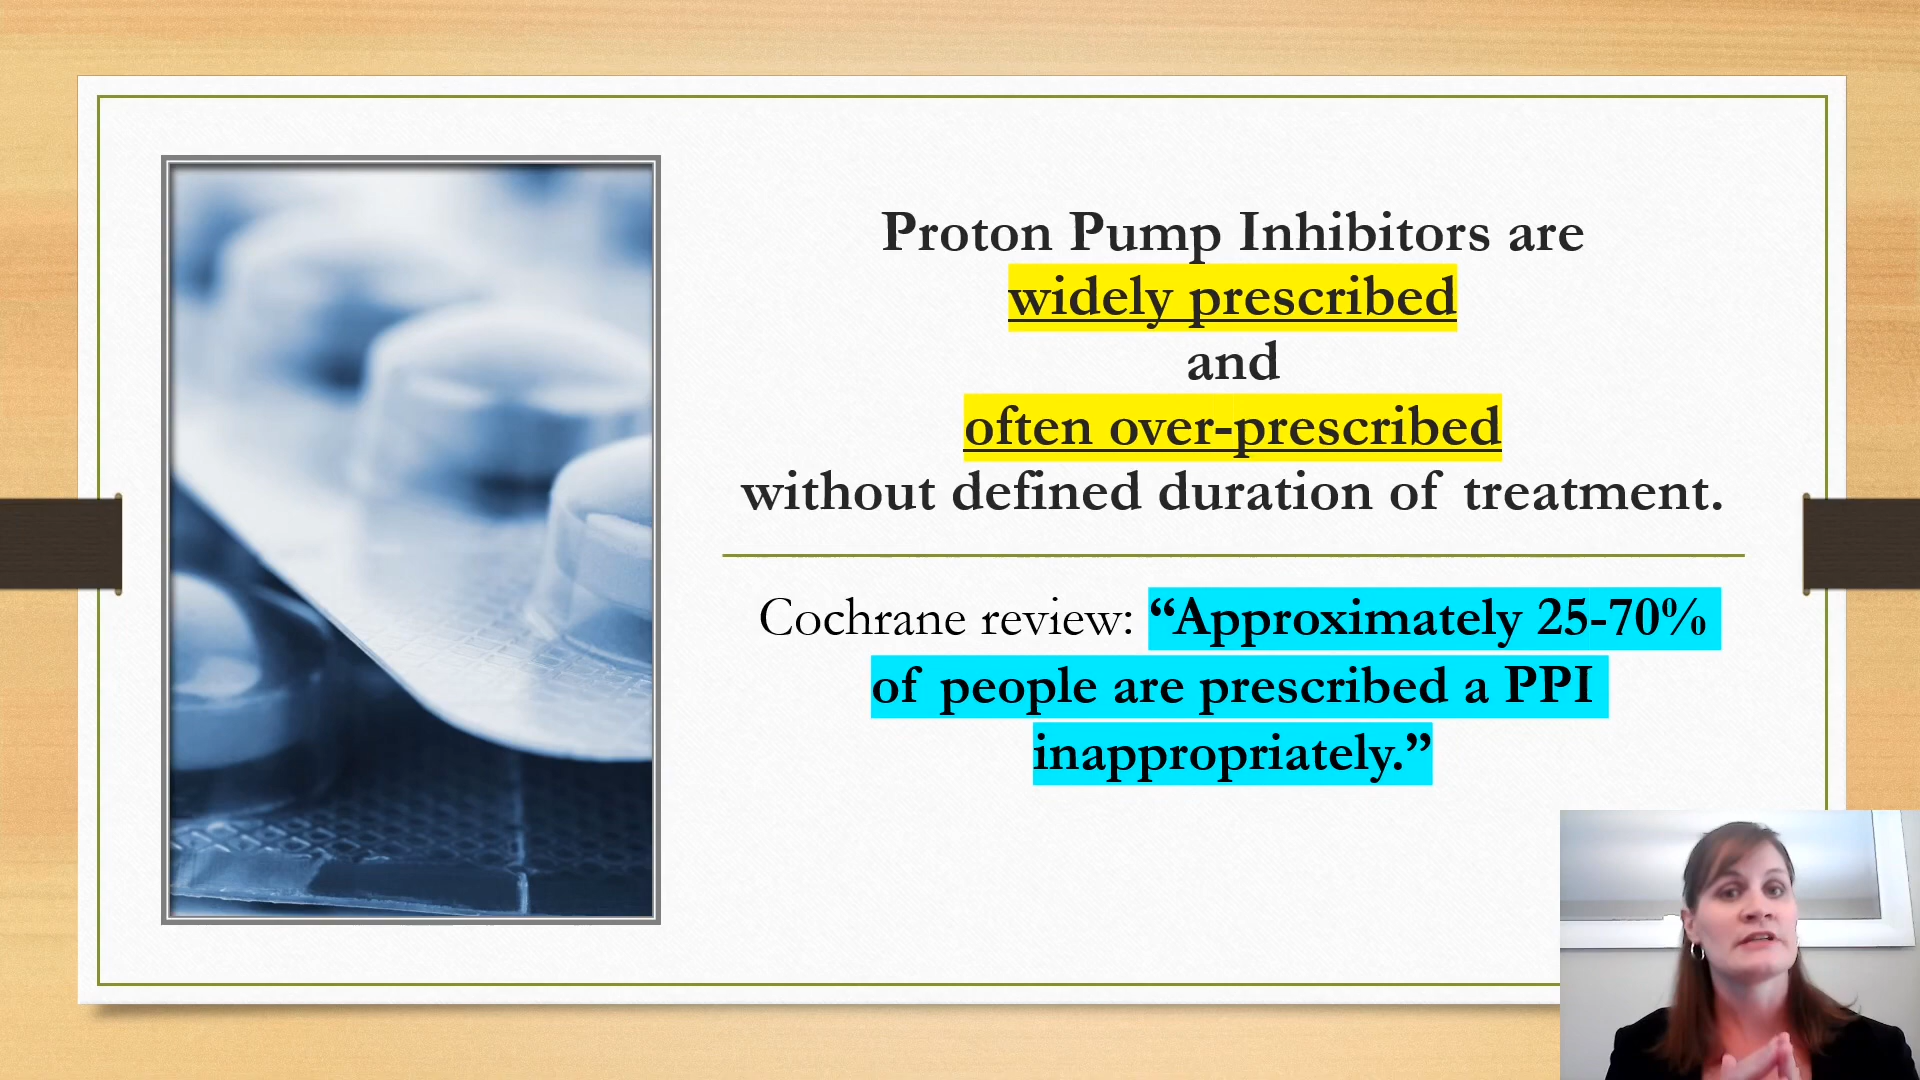 Proton Pump Inhibitors are
widely prescribed
and
often over-prescribed
without defined duration of treatment.
Cochrane review: “Approximately 25-70%
of people are prescribed a PPI
inappropriately.”